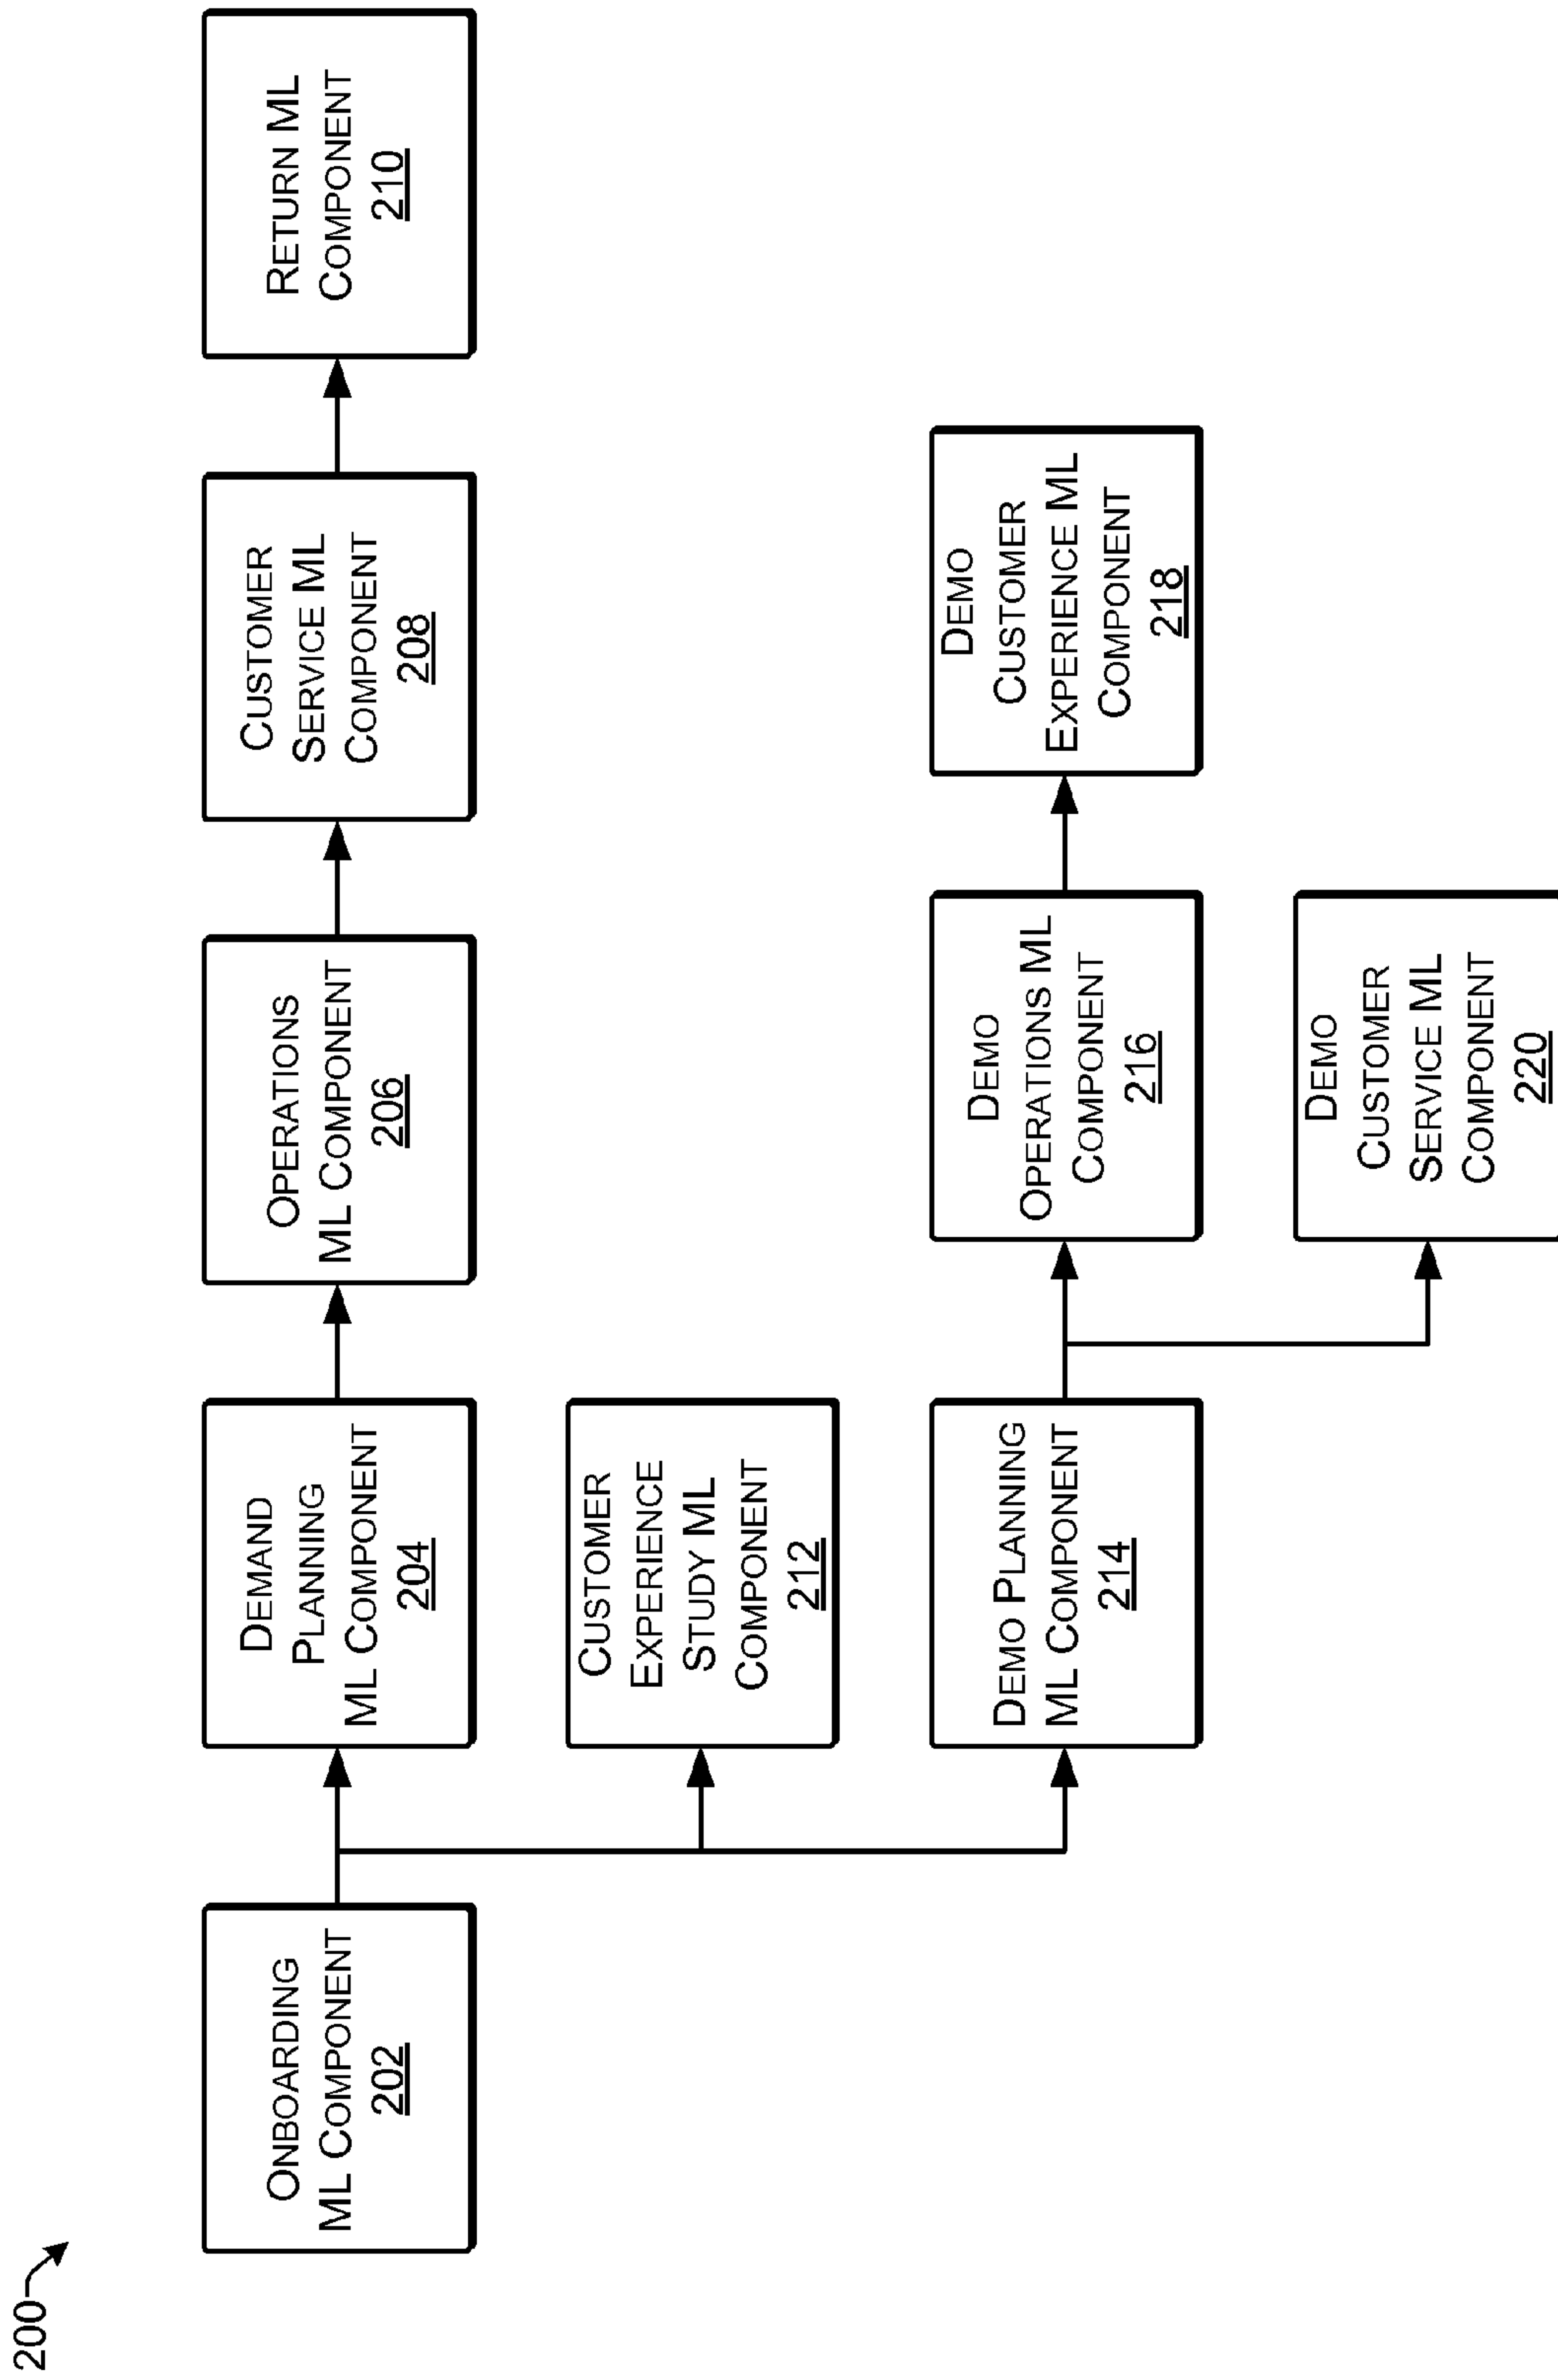 200
ONBOARDING
ML COMPONENT
202
DEMAND
PLANNING
ML COMPONENT
204
OPERATIONS
ML COMPONENT
206
CUSTOMER
SERVICE ML
COMPONENT
208
RETURN ML
COMPONENT
210
CUSTOMER
EXPERIENCE
STUDY ML
COMPONENT
212
DEMO PLANNING
ML COMPONENT
214
DEMO
OPERATIONS ML
COMPONENT
216
DEMO
CUSTOMER
EXPERIENCE ML
COMPONENT
218
DEMO
CUSTOMER
SERVICE ML
COMPONENT
220